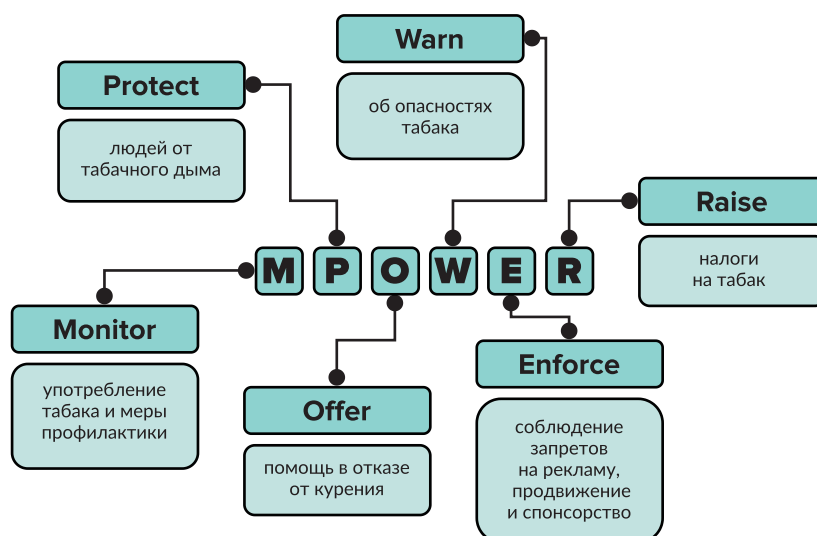 Warn
об опасностях
табака
Protect
людей от
табачного дыма
Raise
налоги
на табак
M P O W E R
Monitor
употребление
табака и меры
профилактики
Offer
помощь в отказе
от курения
Enforce
соблюдение
запретов
на рекламу,
продвижение
и спонсорство